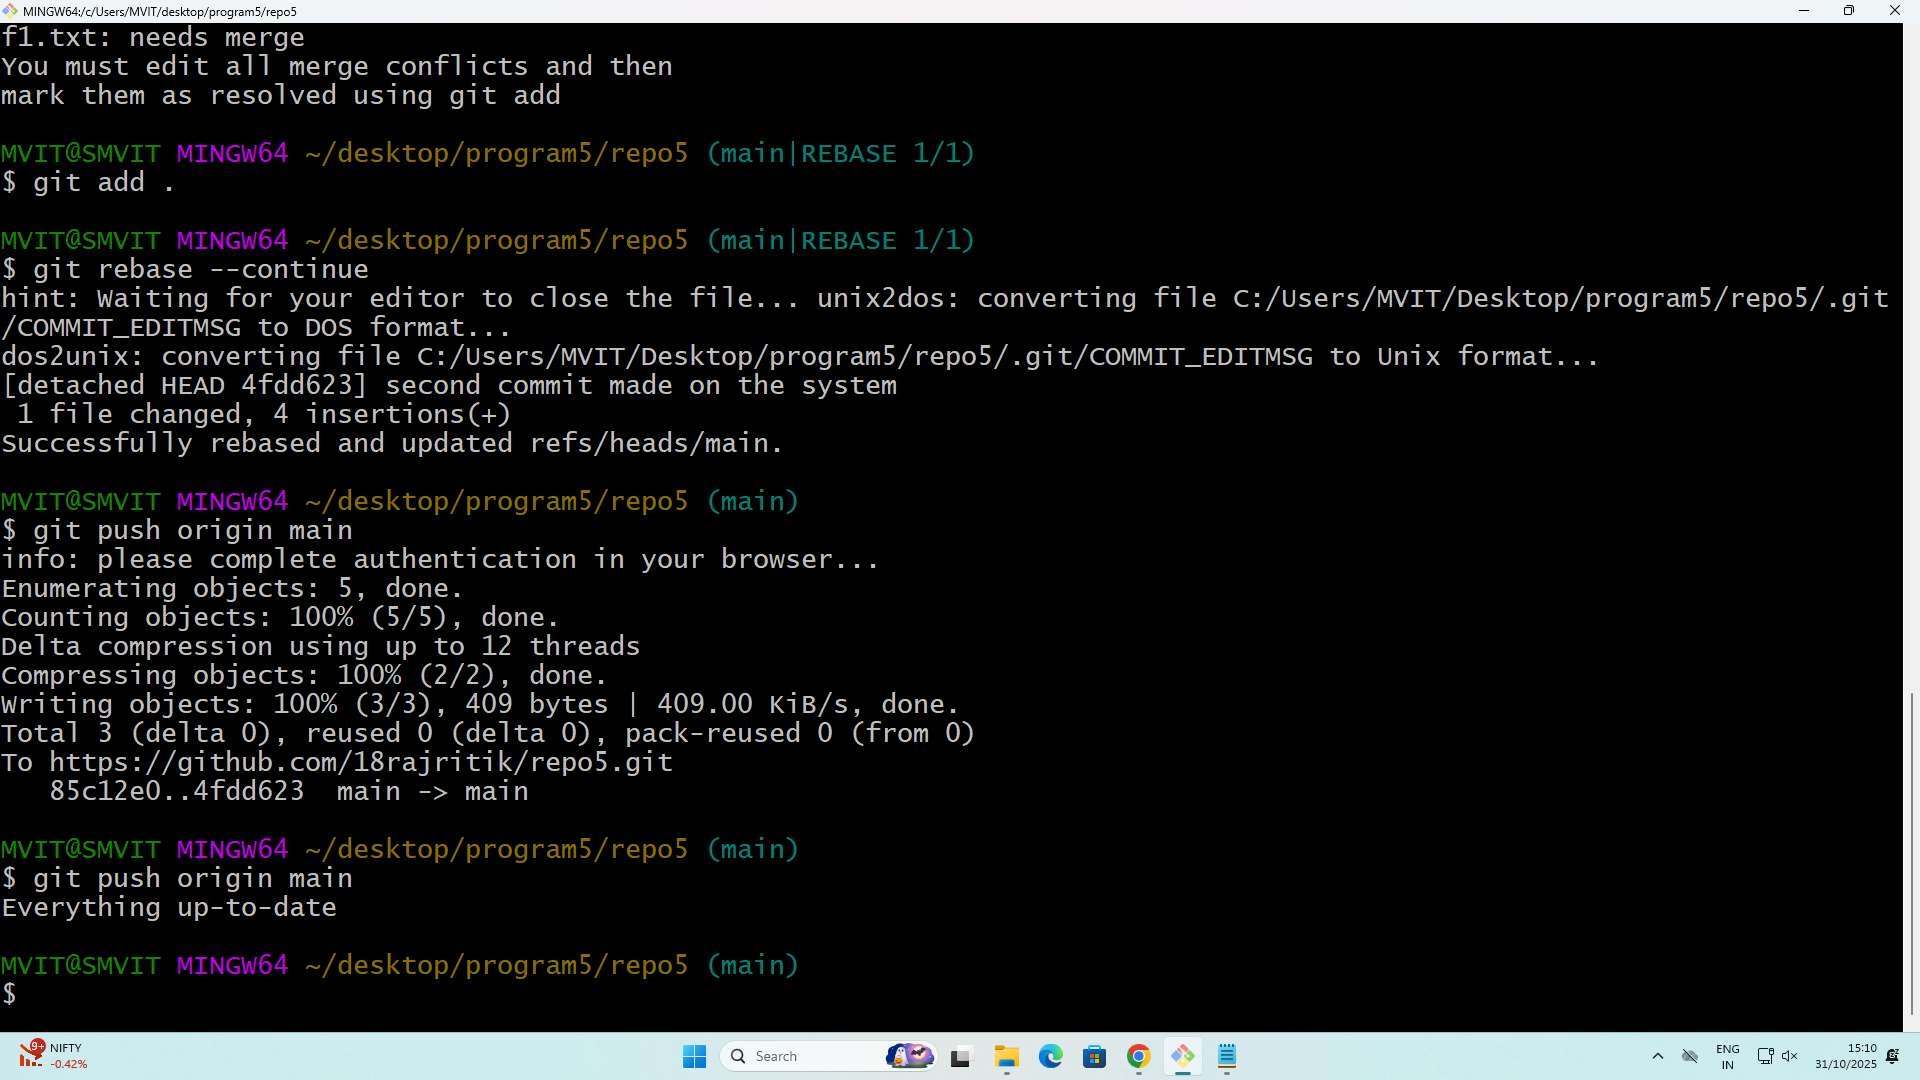 MINGW64:/c/Users/MVIT/desktop/program5/repo5
f1.txt: needs merge
You must edit all merge conflicts and then
mark them as resolved using git add
MVIT@SMVIT MINGW64 ~/desktop/program5/repo5 (main|REBASE 1/1)
$ git add .
MVIT@SMVIT MINGW64 ~/desktop/program5/repo5 (main|REBASE 1/1)
$ git rebase --continue
hint: Waiting for your editor to close the file... unix2dos: converting file C:/Users/MVIT/Desktop/program5/repo5/.git
/COMMIT_EDITMSG to DOS format...
dos2unix: converting file C:/Users/MVIT/Desktop/program5/repo5/.git/COMMIT_EDITMSG to Unix format...
[detached HEAD 4fdd623] second commit made on the system
 1 file changed, 4 insertions(+)
Successfully rebased and updated refs/heads/main.
MVIT@SMVIT MINGW64 ~/desktop/program5/repo5 (main)
$ git push origin main
info: please complete authentication in your browser...
Enumerating objects: 5, done.
Counting objects: 100% (5/5), done.
Delta compression using up to 12 threads
Compressing objects: 100% (2/2), done.
Writing objects: 100% (3/3), 409 bytes | 409.00 KiB/s, done.
Total 3 (delta 0), reused 0 (delta 0), pack-reused 0 (from 0)
To https://github.com/18rajritik/repo5.git
   85c12e0..4fdd623  main -> main
MVIT@SMVIT MINGW64 ~/desktop/program5/repo5 (main)
$ git push origin main
Everything up-to-date
MVIT@SMVIT MINGW64 ~/desktop/program5/repo5 (main)
$
9+
NIFTY
-0.42%
Search
ENG
IN
15:10
31/10/2025